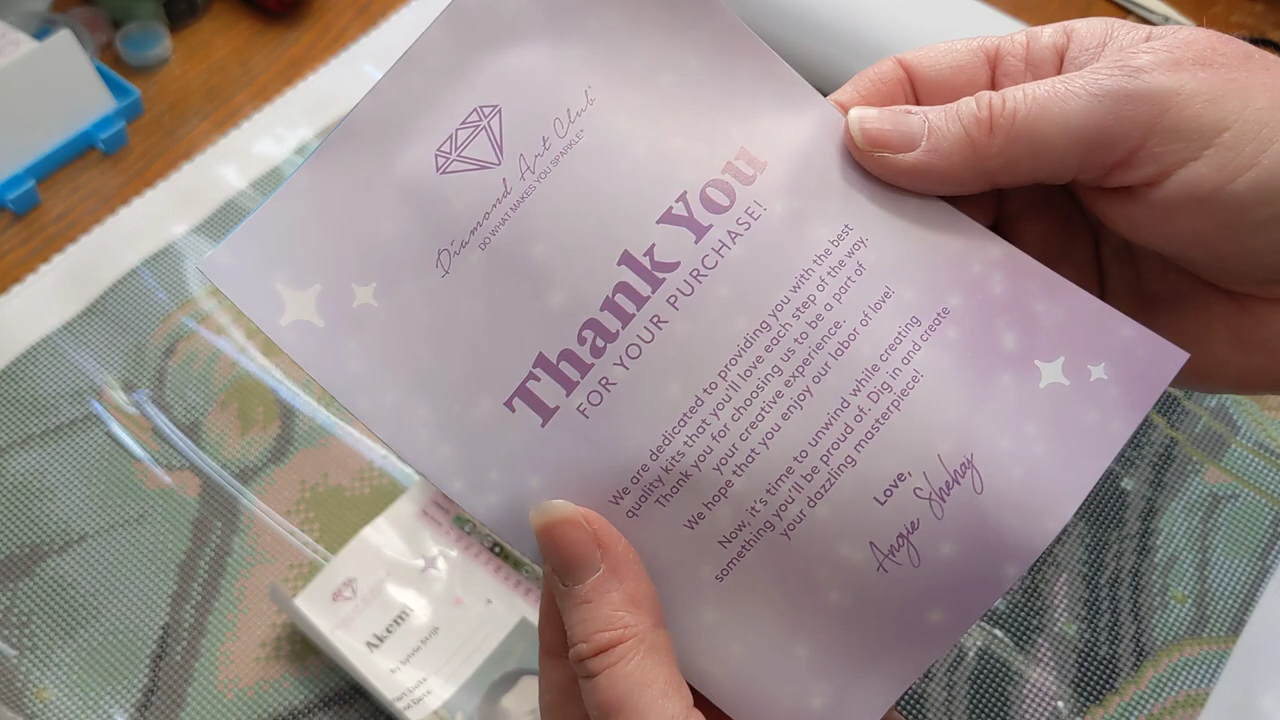 Diamond Art Club®
DO WHAT MAKES YOU SPARKLE®
Thank You
FOR YOUR PURCHASE!
We are dedicated to providing you with the best
quality kits that you'll love each step of the way.
Thank you for choosing us to be a part of
your creative experience.
We hope that you enjoy our labor of love!
Now, it's time to unwind while creating
something you'll be proud of. Dig in and create
your dazzling masterpiece!
Love,
Angie Shehay
Akemi
by Sylvie